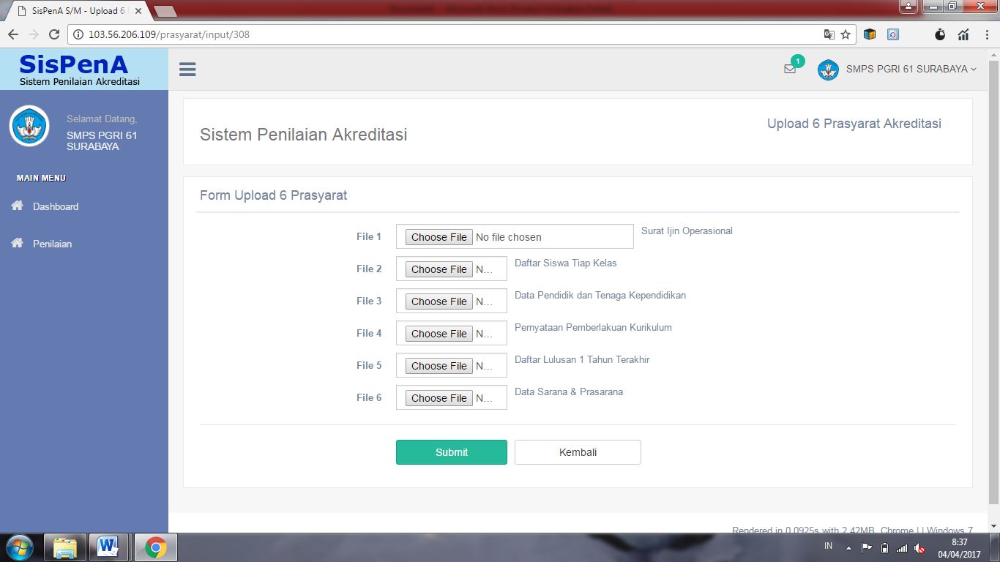 SisPenA S/M - Upload 6
103.56.206.109/prasyarat/input/308
SisPenA
Sistem Penilaian Akreditasi
1
SMPS PGRI 61 SURABAYA
Selamat Datang,
SMPS PGRI 61
SURABAYA
MAIN MENU
Dashboard
Penilaian
Sistem Penilaian Akreditasi
Upload 6 Prasyarat Akreditasi
Form Upload 6 Prasyarat
File 1 Choose File No file chosen Surat Ijin Operasional
File 2 Choose File N... Daftar Siswa Tiap Kelas
File 3 Choose File N... Data Pendidik dan Tenaga Kependidikan
File 4 Choose File N... Pernyataan Pemberlakuan Kurikulum
File 5 Choose File N... Daftar Lulusan 1 Tahun Terakhir
File 6 Choose File N... Data Sarana & Prasarana
Submit Kembali
Rendered in 0.0925s with 2.42MB. Chrome | | Windows 7
IN
8:37
04/04/2017